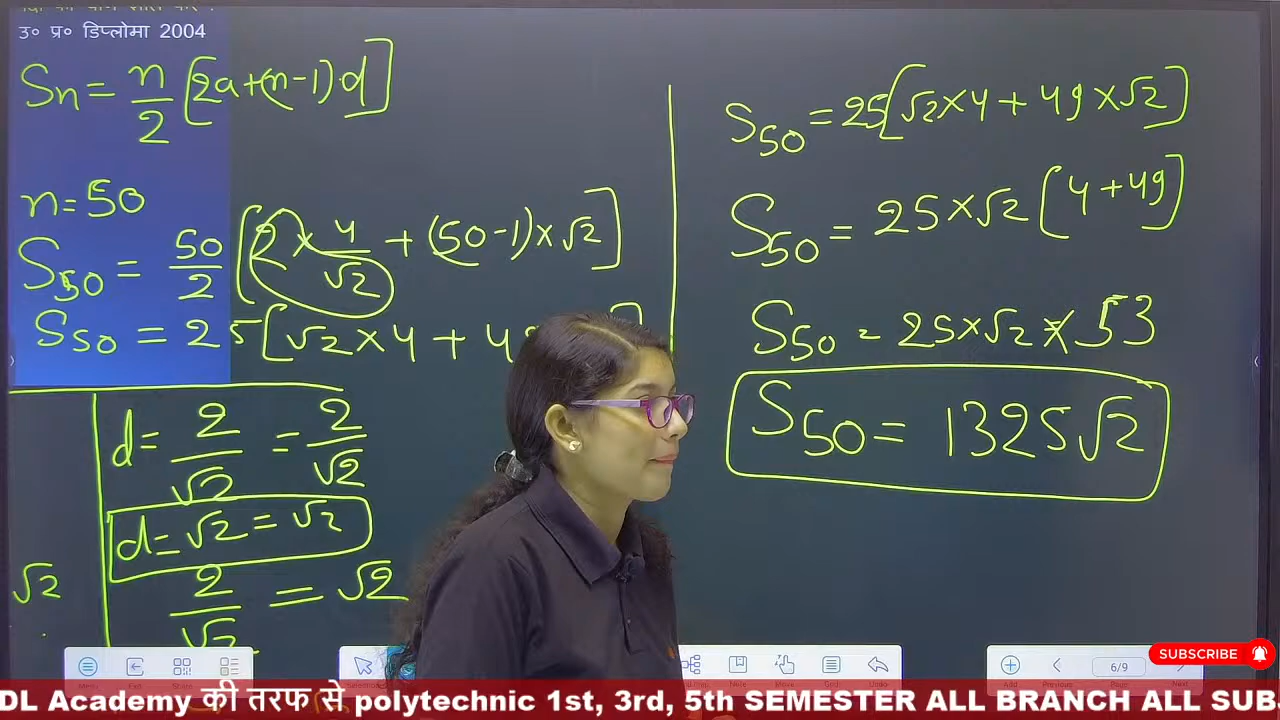 उ० प्र० डिप्लोमा 2004
Sn = n/2 [2a+(n-1)·d]
n=50
S50 = 50/2 [2 × 4/√2 + (50-1)×√2]
S50 = 25[√2×4 + 4
d = 2/√2 = 2/√2
d = √2 = √2
√2
2/√2 = √2
S50 = 25[√2×4 + 49×√2]
S50 = 25×√2 [4+49]
S50 = 25×√2×53
S50 = 1325√2
6/9
SUBSCRIBE
DL Academy की तरफ से polytechnic 1st, 3rd, 5th SEMESTER ALL BRANCH ALL SUB